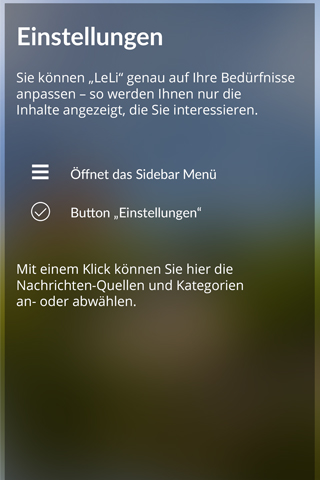 Einstellungen
Sie können „LeLi“ genau auf Ihre Bedürfnisse
anpassen – so werden Ihnen nur die
Inhalte angezeigt, die Sie interessieren.
Öffnet das Sidebar Menü
Button „Einstellungen“
Mit einem Klick können Sie hier die
Nachrichten-Quellen und Kategorien
an- oder abwählen.